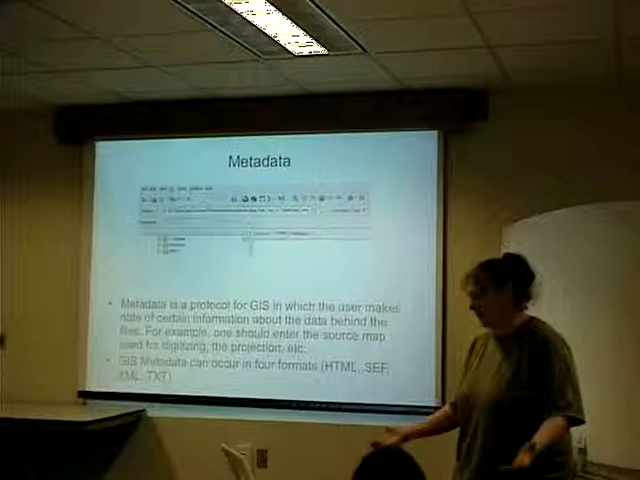 Metadata
• Metadata is a protocol for GIS in which the user makes
note of certain information about the data behind the
files. For example, one should enter the source map
used for digitizing, the projection, etc.
• GIS Metadata can occur in four formats (HTML, SEF,
XML, TXT)